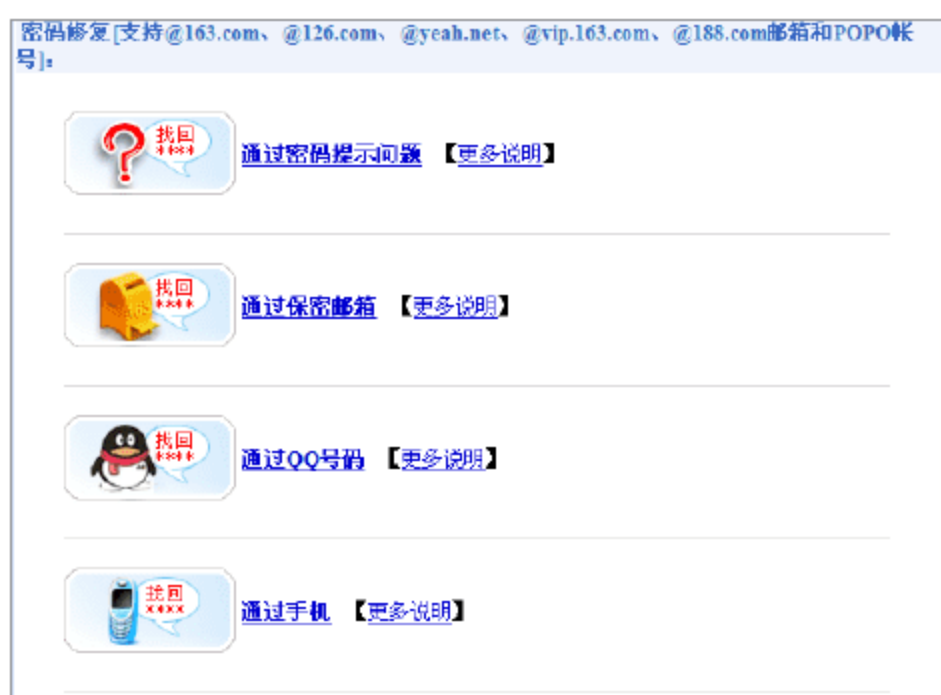 密码修复[支持@163.com、@126.com、@yeah.net、@vip.163.com、@188.com邮箱和POPO帐
号]:
找回
****
通过密码提示问题 【更多说明】
找回
****
通过保密邮箱 【更多说明】
找回
****
通过QQ号码 【更多说明】
找回
****
通过手机 【更多说明】